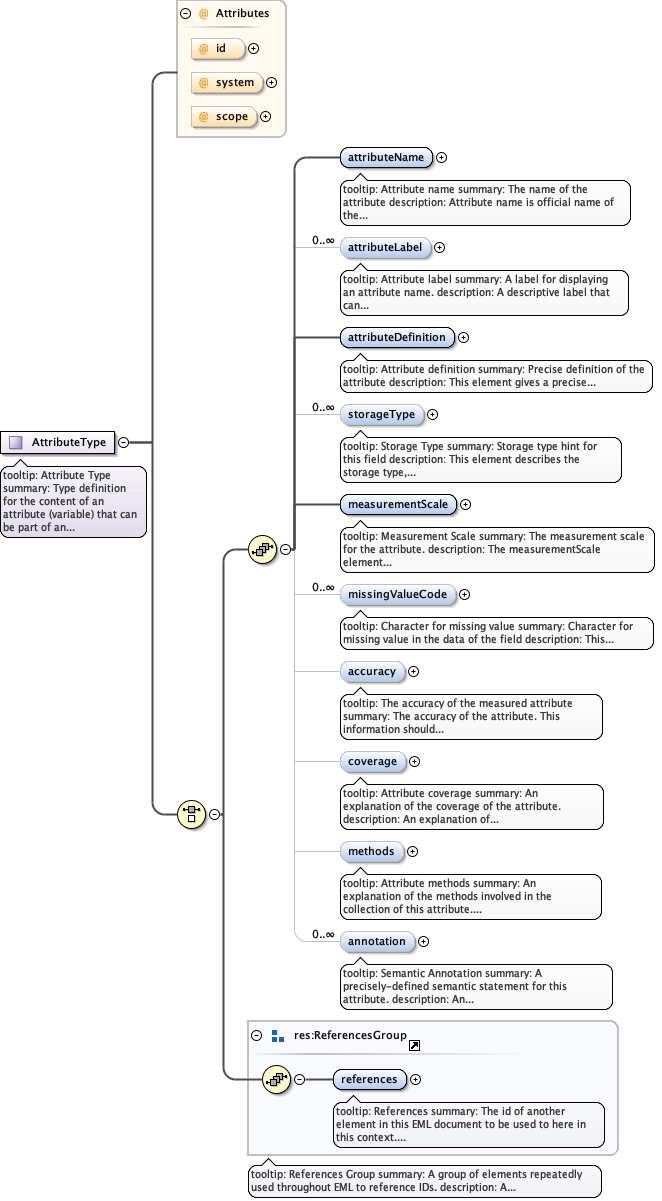 Attributes
@ id
@ system
@ scope
attributeName
tooltip: Attribute name summary: The name of the
attribute description: Attribute name is official name of
the...
0..∞
attributeLabel
tooltip: Attribute label summary: A label for displaying
an attribute name. description: A descriptive label that
can...
attributeDefinition
tooltip: Attribute definition summary: Precise definition of the
attribute description: This element gives a precise...
0..∞
storageType
tooltip: Storage Type summary: Storage type hint for
this field description: This element describes the
storage type,...
AttributeType
tooltip: Attribute Type
summary: Type definition
for the content of an
attribute (variable) that can
be part of an...
measurementScale
tooltip: Measurement Scale summary: The measurement scale
for the attribute. description: The measurementScale
element...
0..∞
missingValueCode
tooltip: Character for missing value summary: Character for
missing value in the data of the field description: This...
accuracy
tooltip: The accuracy of the measured attribute
summary: The accuracy of the attribute. This
information should...
coverage
tooltip: Attribute coverage summary: An
explanation of the coverage of the attribute.
description: An explanation of...
methods
tooltip: Attribute methods summary: An
explanation of the methods involved in the
collection of this attribute....
0..∞
annotation
tooltip: Semantic Annotation summary: A
precisely-defined semantic statement for this
attribute. description: An...
res:ReferencesGroup
references
tooltip: References summary: The id of another
element in this EML document to be used to here in
this context....
tooltip: References Group summary: A group of elements repeatedly
used throughout EML to reference IDs. description: A...